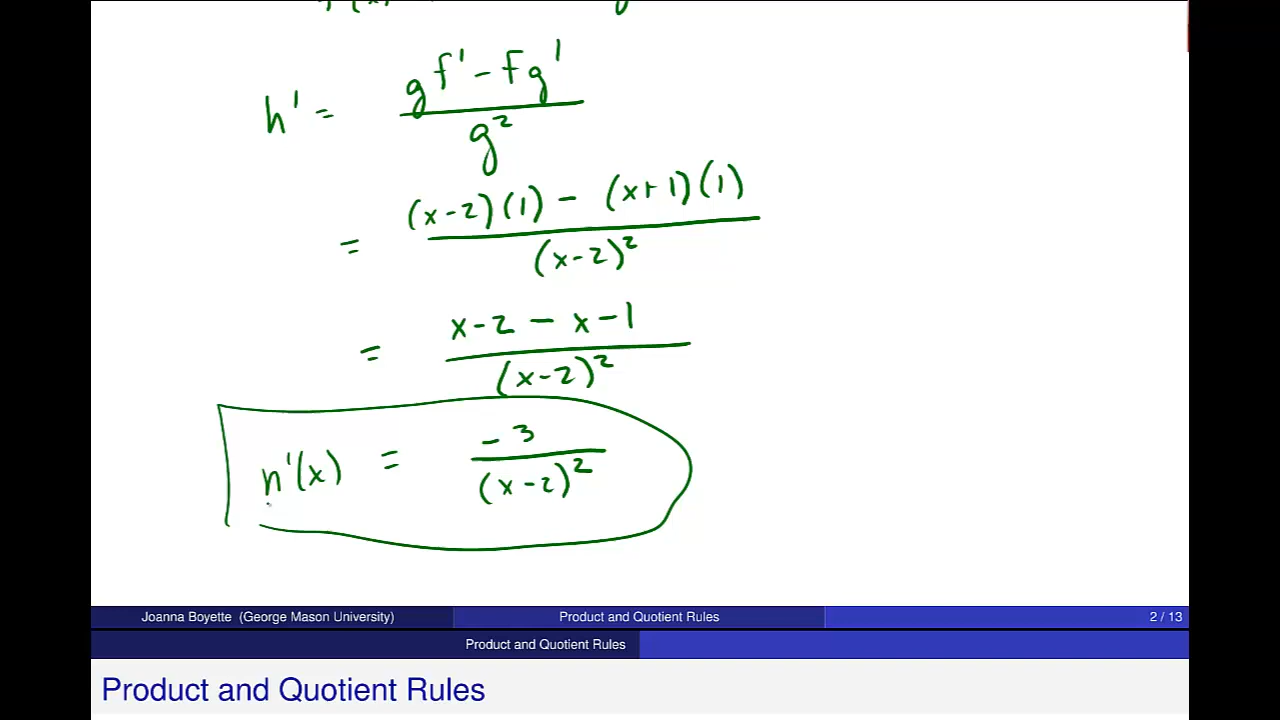 h' = gf' - fg' / g²
= (x-2)(1) - (x+1)(1) / (x-2)²
= x-2 - x-1 / (x-2)²
h'(x) = -3 / (x-2)²
Joanna Boyette (George Mason University) Product and Quotient Rules 2 / 13
Product and Quotient Rules
Product and Quotient Rules